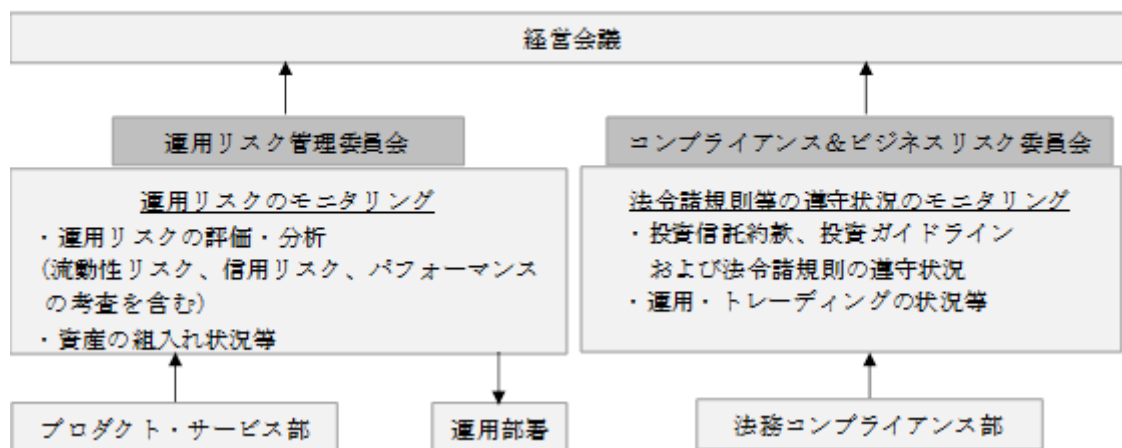 経営会議
運用リスク管理委員会
運用リスクのモニタリング
・運用リスクの評価・分析
(流動性リスク、信用リスク、パフォーマンス
の考査を含む)
・資産の組入れ状況等
コンプライアンス＆ビジネスリスク委員会
法令諸規則等の遵守状況のモニタリング
・投資信託約款、投資ガイドライン
および法令諸規則の遵守状況
・運用・トレーディングの状況等
プロダクト・サービス部
運用部署
法務コンプライアンス部